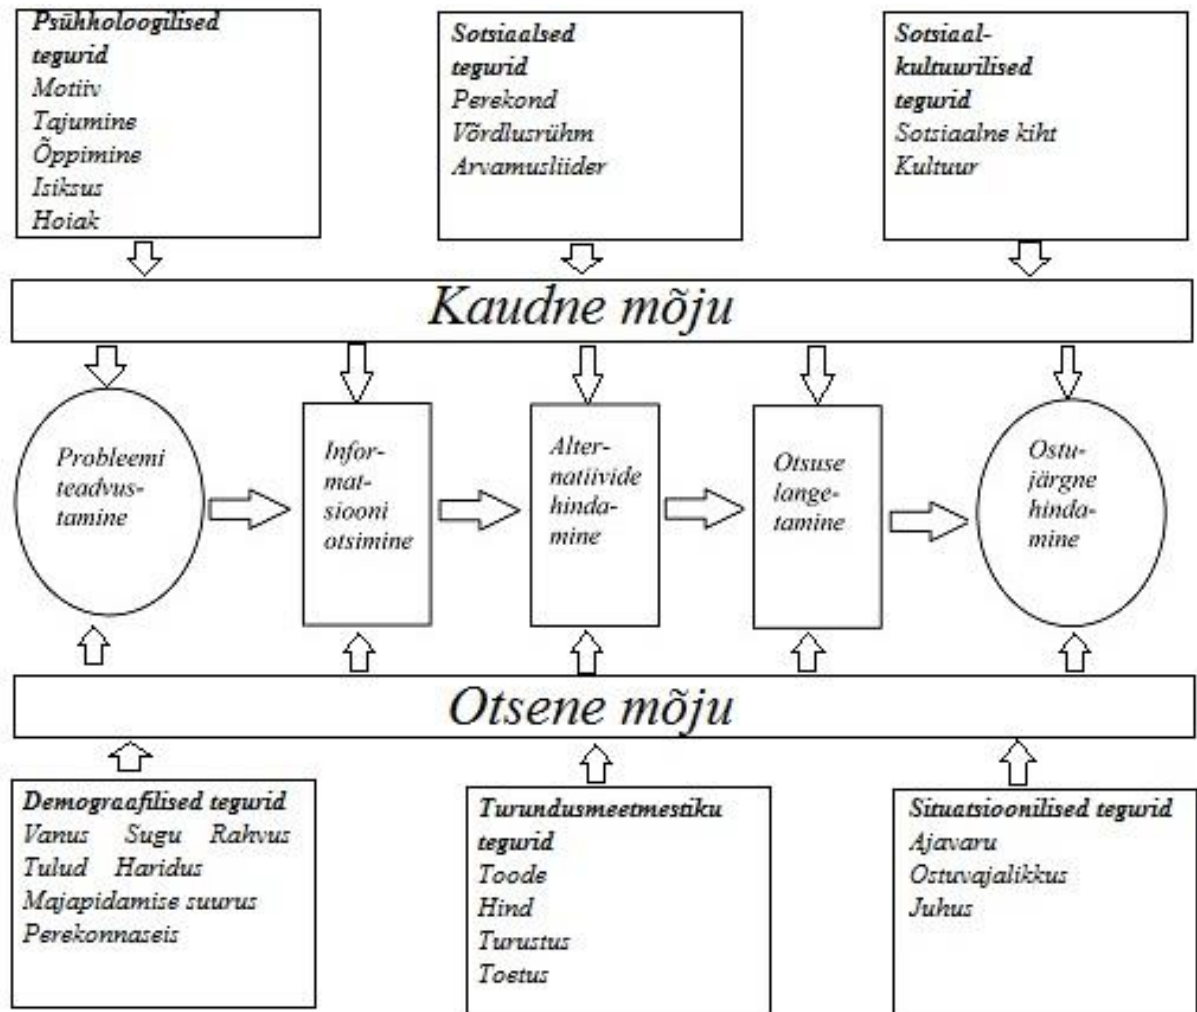 Psühholoogilised
tegurid
Motiiv
Tajumine
Õppimine
Isiksus
Hoiak
Sotsiaalsed
tegurid
Perekond
Võrdlusrühm
Arvamusliider
Sotsiaal-
kultuurilised
tegurid
Sotsiaalne kiht
Kultuur
Kaudne mõju
Probleemi
teadvus-
tamine
Infor-
mat-
siooni
otsimine
Alter-
natiivide
hinda-
mine
Otsuse
lange-
tamine
Ostu-
järgne
hinda-
mine
Otsene mõju
Demograafilised tegurid
Vanus Sugu Rahvus
Tulud Haridus
Majapidamise suurus
Perekonnaseis
Turundusmeetmestiku
tegurid
Toode
Hind
Turustus
Toetus
Situatsioonilised tegurid
Ajavaru
Ostuvajalikkus
Juhus